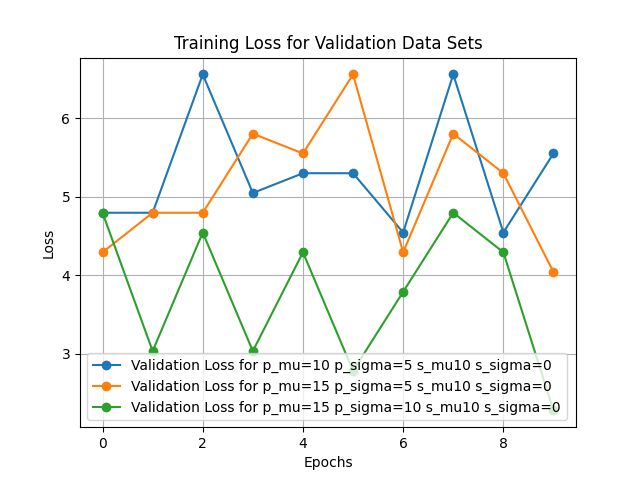 Training Loss for Validation Data Sets
6
5
4
3
Loss
Validation Loss for p_mu=10 p_sigma=5 s_mu10 s_sigma=0
Validation Loss for p_mu=15 p_sigma=5 s_mu10 s_sigma=0
Validation Loss for p_mu=15 p_sigma=10 s_mu10 s_sigma=0
0 2 4 6 8
Epochs